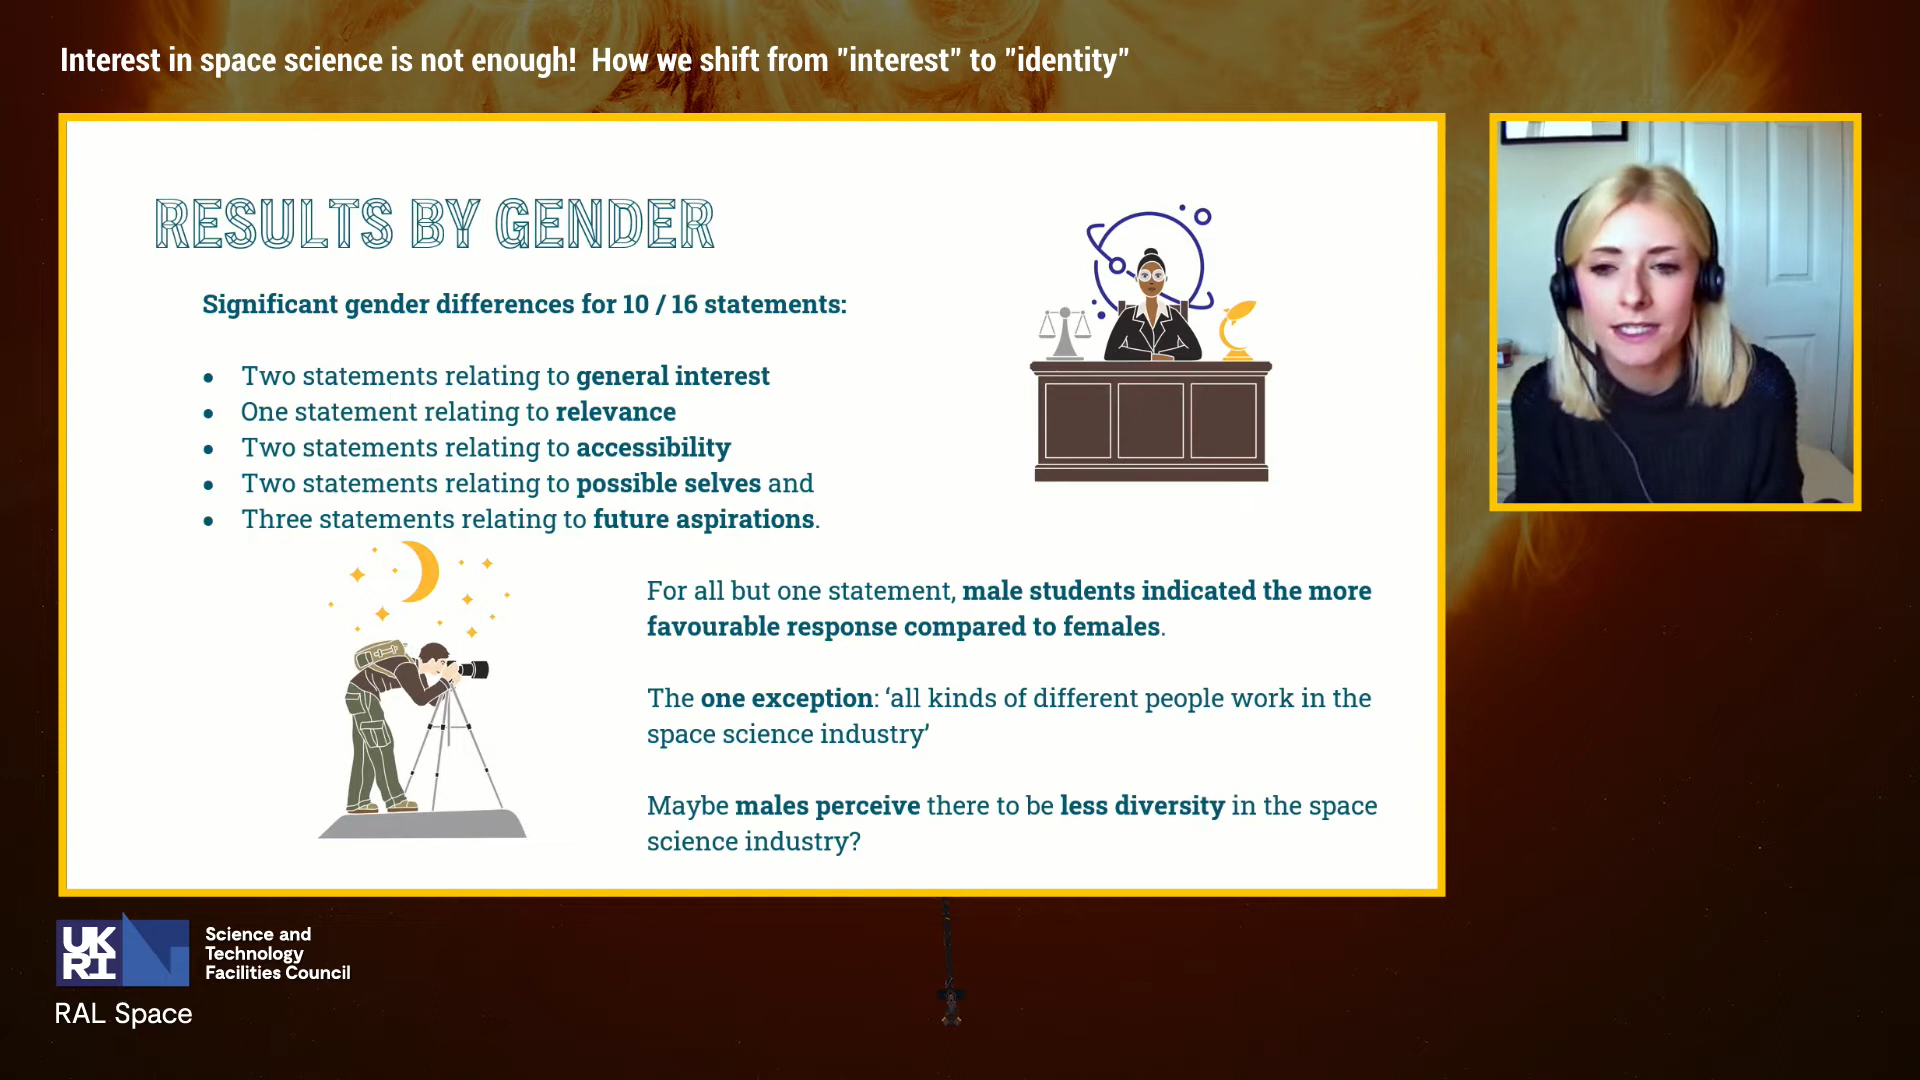 Interest in space science is not enough!  How we shift from "interest" to "identity"
RESULTS BY GENDER
Significant gender differences for 10 / 16 statements:
• Two statements relating to general interest
• One statement relating to relevance
• Two statements relating to accessibility
• Two statements relating to possible selves and
• Three statements relating to future aspirations.
For all but one statement, male students indicated the more
favourable response compared to females.
The one exception: ‘all kinds of different people work in the
space science industry’
Maybe males perceive there to be less diversity in the space
science industry?
UK
RI
Science and
Technology
Facilities Council
RAL Space